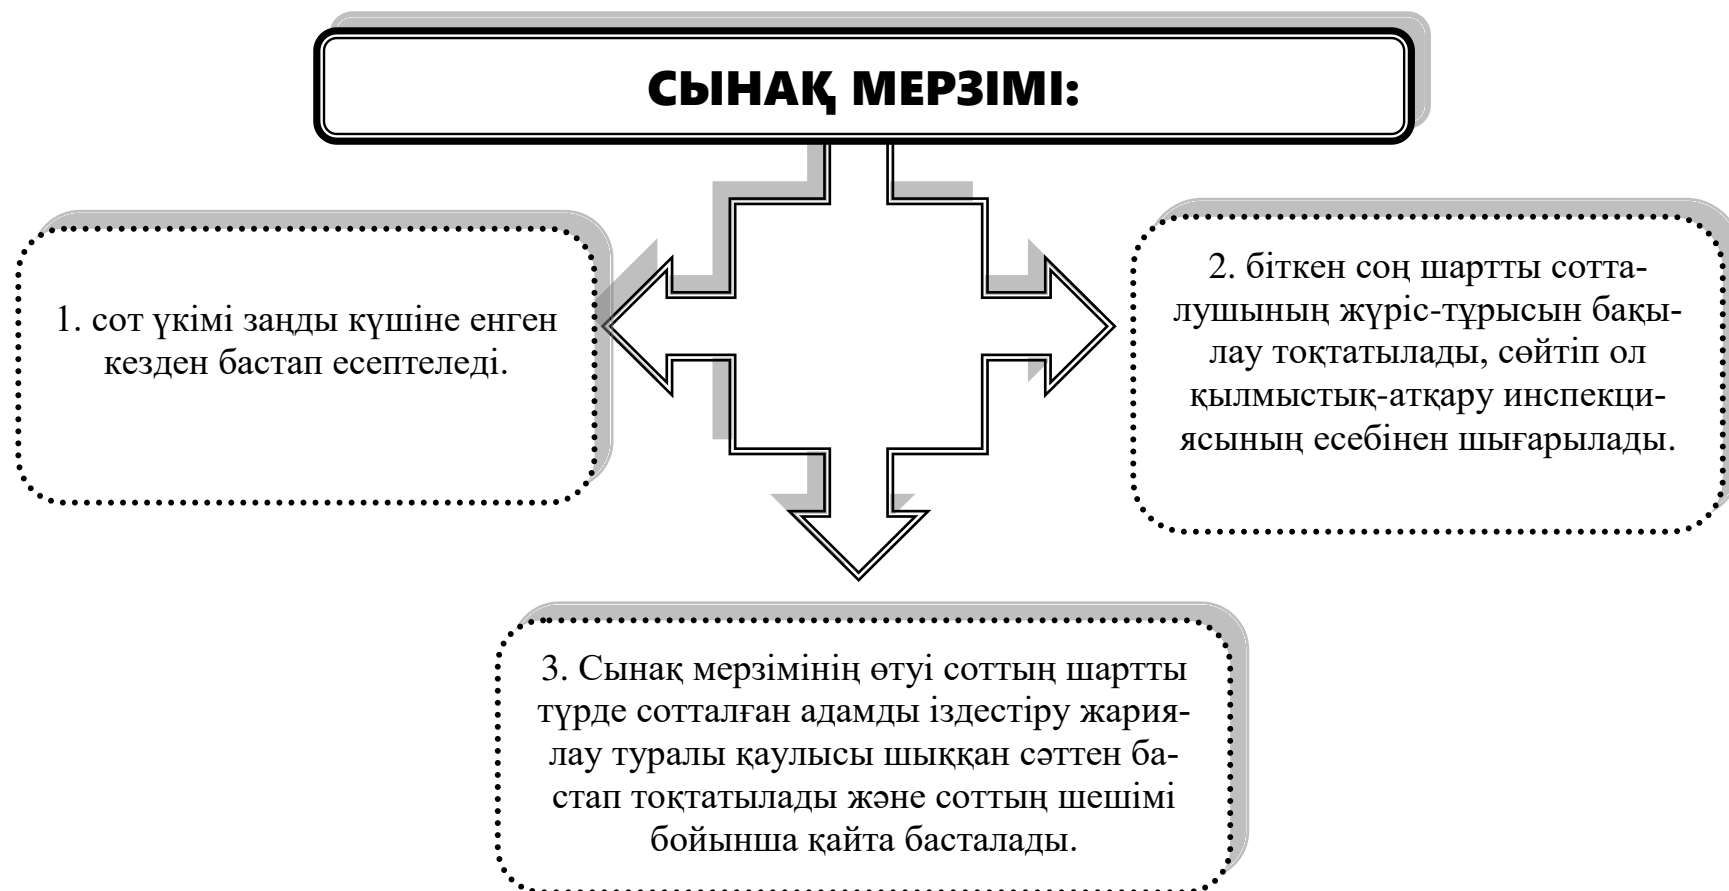 СЫНАҚ МЕРЗІМІ:
1. сот үкімі заңды күшіне енген
кезден бастап есептеледі.
2. біткен соң шартты сотта-
лушының жүріс-тұрысын бақы-
лау тоқтатылады, сөйтіп ол
қылмыстық-атқару инспекци-
ясының есебінен шығарылады.
3. Сынақ мерзімінің өтуі соттың шартты
түрде сотталған адамды іздестіру жария-
лау туралы қаулысы шыққан сәттен ба-
стап тоқтатылады және соттың шешімі
бойынша қайта басталады.